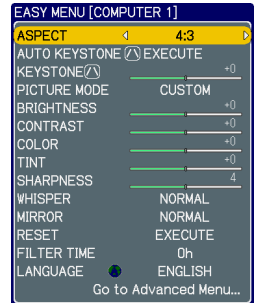 EASY MENU [COMPUTER 1]
ASPECT 4:3
AUTO KEYSTONE EXECUTE
KEYSTONE +0
PICTURE MODE CUSTOM
BRIGHTNESS +0
CONTRAST +0
COLOR +0
TINT +0
SHARPNESS 4
WHISPER NORMAL
MIRROR NORMAL
RESET EXECUTE
FILTER TIME 0h
LANGUAGE ENGLISH
Go to Advanced Menu...